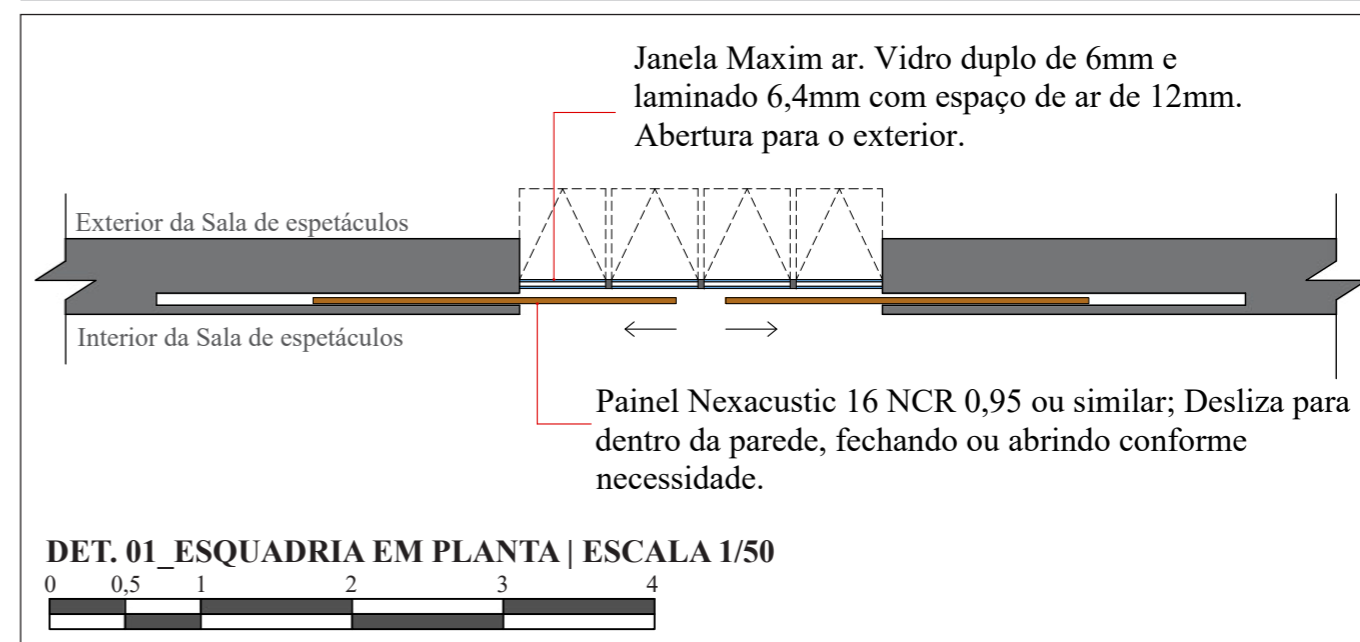 Janela Maxim ar. Vidro duplo de 6mm e
laminado 6,4mm com espaço de ar de 12mm.
Abertura para o exterior.
Exterior da Sala de espetáculos
Interior da Sala de espetáculos
Painel Nexacustic 16 NCR 0,95 ou similar; Desliza para
dentro da parede, fechando ou abrindo conforme
necessidade.
DET. 01_ESQUADRIA EM PLANTA | ESCALA 1/50
0 0,5 1 2 3 4